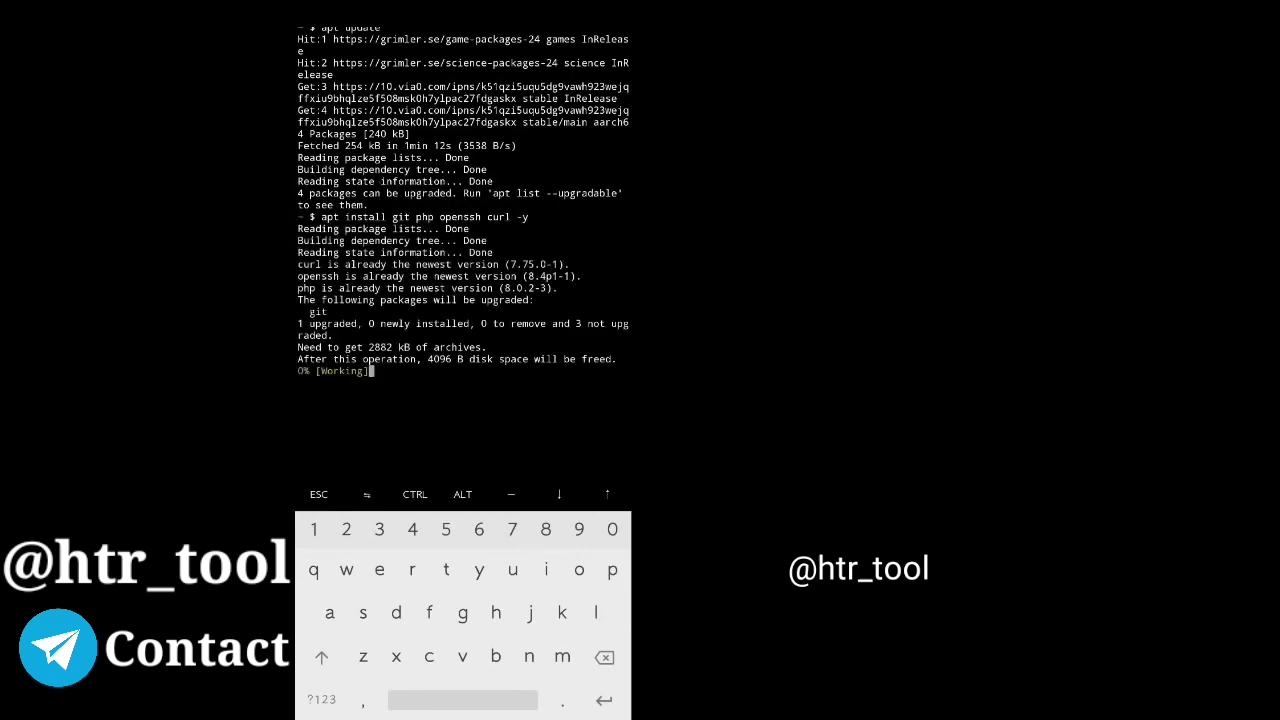 ~ $ apt update
Hit:1 https://grimler.se/game-packages-24 games InReleas
e
Hit:2 https://grimler.se/science-packages-24 science InR
elease
Get:3 https://10.via0.com/ipns/k51qzi5uqu5dg9vawh923wejq
ffxiu9bhqlze5f508msk0h7ylpac27fdgaskx stable InRelease
Get:4 https://10.via0.com/ipns/k51qzi5uqu5dg9vawh923wejq
ffxiu9bhqlze5f508msk0h7ylpac27fdgaskx stable/main aarch6
4 Packages [240 kB]
Fetched 254 kB in 1min 12s (3538 B/s)
Reading package lists... Done
Building dependency tree... Done
Reading state information... Done
4 packages can be upgraded. Run 'apt list --upgradable'
to see them.
~ $ apt install git php openssh curl -y
Reading package lists... Done
Building dependency tree... Done
Reading state information... Done
curl is already the newest version (7.75.0-1).
openssh is already the newest version (8.4p1-1).
php is already the newest version (8.0.2-3).
The following packages will be upgraded:
git
1 upgraded, 0 newly installed, 0 to remove and 3 not upg
raded.
Need to get 2882 kB of archives.
After this operation, 4096 B disk space will be freed.
0% [Working]
ESC ⇆ CTRL ALT — ↓ ↑
1 2 3 4 5 6 7 8 9 0
q w e r t y u i o p
a s d f g h j k l
z x c v b n m
?123 , .
@htr_tool
Contact
@htr_tool